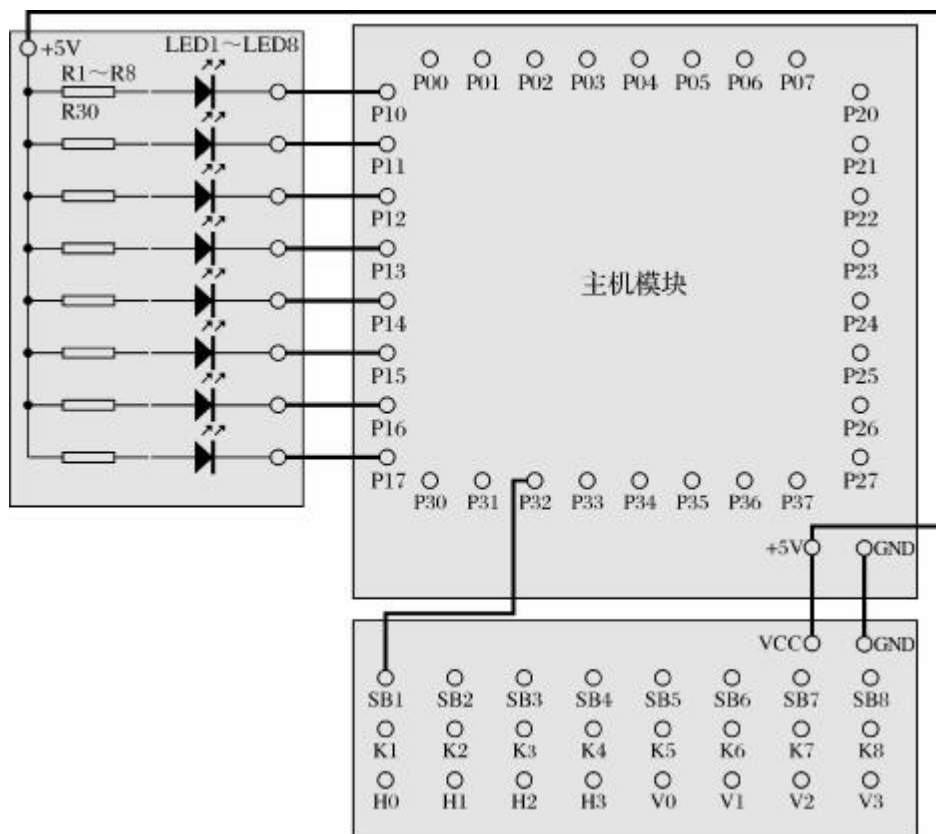 +5V
LED1～LED8
R1～R8
R30
P00 P01 P02 P03 P04 P05 P06 P07
P10
P11
P12
P13
P14
P15
P16
P17
主机模块
P20
P21
P22
P23
P24
P25
P26
P27
P30 P31 P32 P33 P34 P35 P36 P37
+5V GND
VCC GND
SB1 SB2 SB3 SB4 SB5 SB6 SB7 SB8
K1 K2 K3 K4 K5 K6 K7 K8
H0 H1 H2 H3 V0 V1 V2 V3